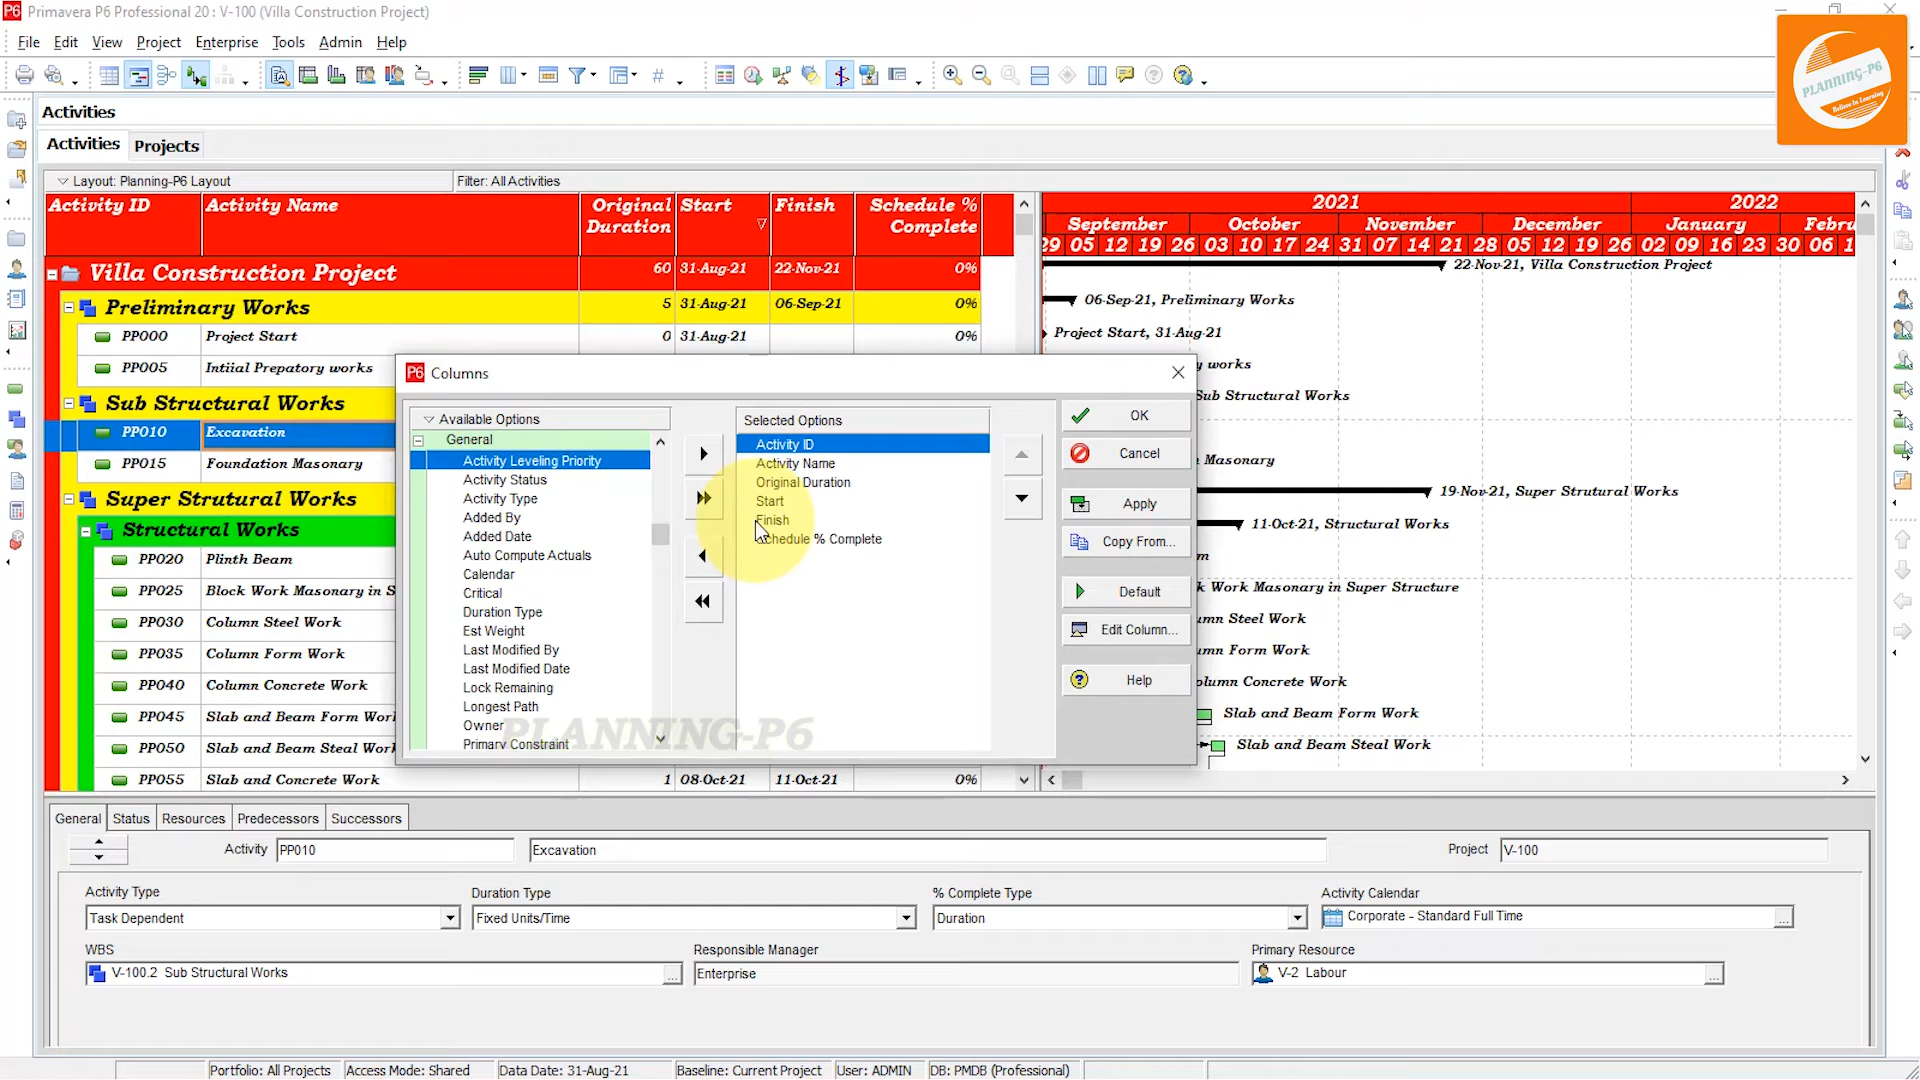 Primavera P6 Professional 20 : V-100 (Villa Construction Project)
File Edit View Project Enterprise Tools Admin Help
PLANNING-P6
Believe In Learning
Activities
Activities Projects
Layout: Planning-P6 Layout Filter: All Activities
Activity ID Activity Name Original Duration Start Finish Schedule % Complete
2021 2022
September October November December January Febru
29 05 12 19 26 03 10 17 24 31 07 14 21 28 05 12 19 26 02 09 16 23 30 06 1
Villa Construction Project 60 31-Aug-21 22-Nov-21 0%
22-Nov-21, Villa Construction Project
Preliminary Works 5 31-Aug-21 06-Sep-21 0%
06-Sep-21, Preliminary Works
PP000 Project Start 0 31-Aug-21 0%
Project Start, 31-Aug-21
PP005 Intiial Prepatory works
y works
Sub Structural Works
Sub Structural Works
PP010 Excavation
PP015 Foundation Masonary
Masonary
Super Strutural Works
19-Nov-21, Super Strutural Works
Structural Works
11-Oct-21, Structural Works
PP020 Plinth Beam
m
PP025 Block Work Masonary in S
k Work Masonary in Super Structure
PP030 Column Steel Work
mn Steel Work
PP035 Column Form Work
mn Form Work
PP040 Column Concrete Work
olumn Concrete Work
PP045 Slab and Beam Form Wor
Slab and Beam Form Work
PP050 Slab and Beam Steal Work
Slab and Beam Steal Work
PP055 Slab and Concrete Work 1 08-Oct-21 11-Oct-21 0%
P6 Columns
Available Options
General
Activity Leveling Priority
Activity Status
Activity Type
Added By
Added Date
Auto Compute Actuals
Calendar
Critical
Duration Type
Est Weight
Last Modified By
Last Modified Date
Lock Remaining
Longest Path
Owner
Primary Constraint
Selected Options
Activity ID
Activity Name
Original Duration
Start
Finish
Schedule % Complete
OK
Cancel
Apply
Copy From...
Default
Edit Column...
Help
PLANNING-P6
General Status Resources Predecessors Successors
Activity PP010 Excavation Project V-100
Activity Type Duration Type % Complete Type Activity Calendar
Task Dependent Fixed Units/Time Duration Corporate - Standard Full Time
WBS Responsible Manager Primary Resource
V-100.2 Sub Structural Works Enterprise V-2 Labour
Portfolio: All Projects Access Mode: Shared Data Date: 31-Aug-21 Baseline: Current Project User: ADMIN DB: PMDB (Professional)